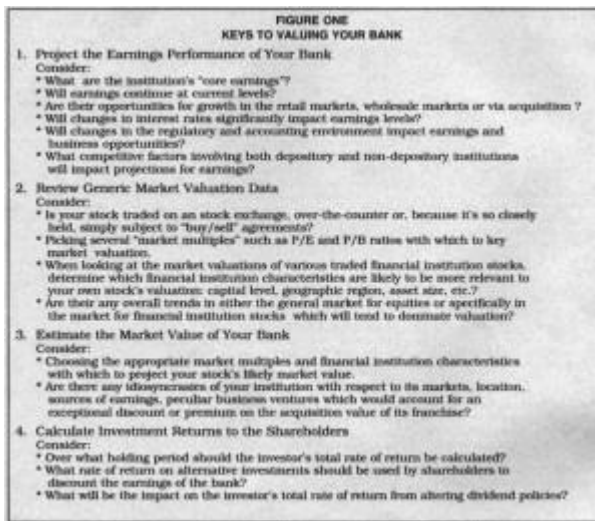 FIGURE ONE
KEYS TO VALUING YOUR BANK
1. Project the Earnings Performance of Your Bank
Consider:
* What are the institution's "core earnings"?
* Will earnings continue at current levels?
* Are their opportunities for growth in the retail markets, wholesale markets or via acquisition ?
* Will changes in interest rates significantly impact earnings levels?
* Will changes in the regulatory and accounting environment impact earnings and
business opportunities?
* What competitive factors involving both depository and non-depository institutions
will impact projections for earnings?
2. Review Generic Market Valuation Data
Consider:
* Is your stock traded on an stock exchange, over-the-counter or, because it's so closely
held, simply subject to "buy/sell" agreements?
* Picking several "market multiples" such as P/E and P/B ratios with which to key
market valuation.
* When looking at the market valuations of various traded financial institution stocks,
determine which financial institution characteristics are likely to be more relevant to
your own stock's valuation; capital level, geographic region, asset size, etc.?
* Are their any overall trends in either the general market for equities or specifically in
the market for financial institution stocks which will tend to dominate valuation?
3. Estimate the Market Value of Your Bank
Consider:
* Choosing the appropriate market multiples and financial institution characteristics
with which to project your stock's likely market value.
* Are there any idiosyncrasies of your institution with respect to its markets, location,
sources of earnings, peculiar business ventures which would account for an
exceptional discount or premium on the acquisition value of its franchise?
4. Calculate Investment Returns to the Shareholders
Consider:
* Over what holding period should the investor's total rate of return be calculated?
* What rate of return on alternative investments should be used by shareholders to
discount the earnings of the bank?
* What will be the impact on the investor's total rate of return from altering dividend policies?